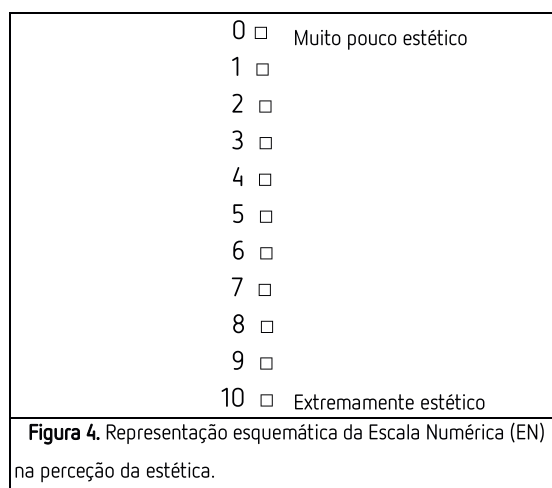 0 □ Muito pouco estético
1 □
2 □
3 □
4 □
5 □
6 □
7 □
8 □
9 □
10 □ Extremamente estético
Figura 4. Representação esquemática da Escala Numérica (EN)
na perceção da estética.